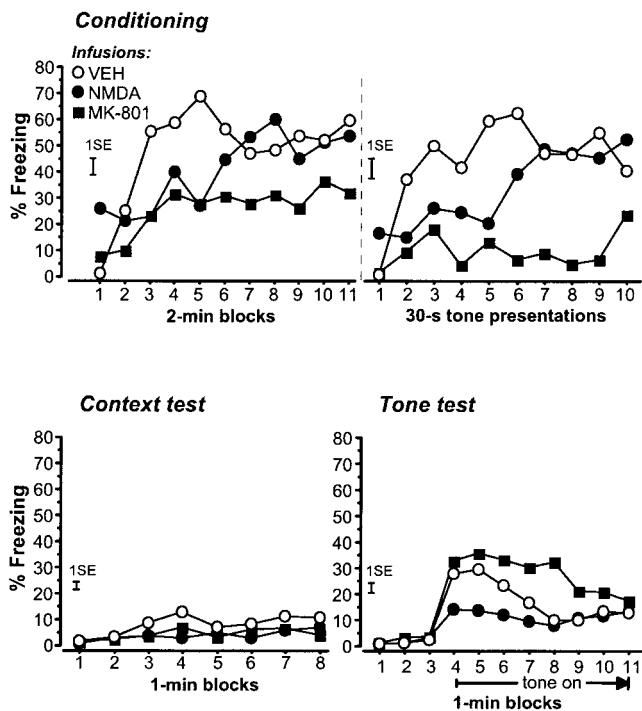 Conditioning
Infusions:
VEH
NMDA
MK-801
% Freezing
80
70
60
50
40
30
20
10
0
1SE
1 2 3 4 5 6 7 8 9 10 11
2-min blocks
80
70
60
50
40
30
20
10
0
1SE
1 2 3 4 5 6 7 8 9 10
30-s tone presentations
Context test
% Freezing
80
70
60
50
40
30
20
10
0
1SE
1 2 3 4 5 6 7 8
1-min blocks
Tone test
80
70
60
50
40
30
20
10
0
1SE
1 2 3 4 5 6 7 8 9 10 11
tone on
1-min blocks